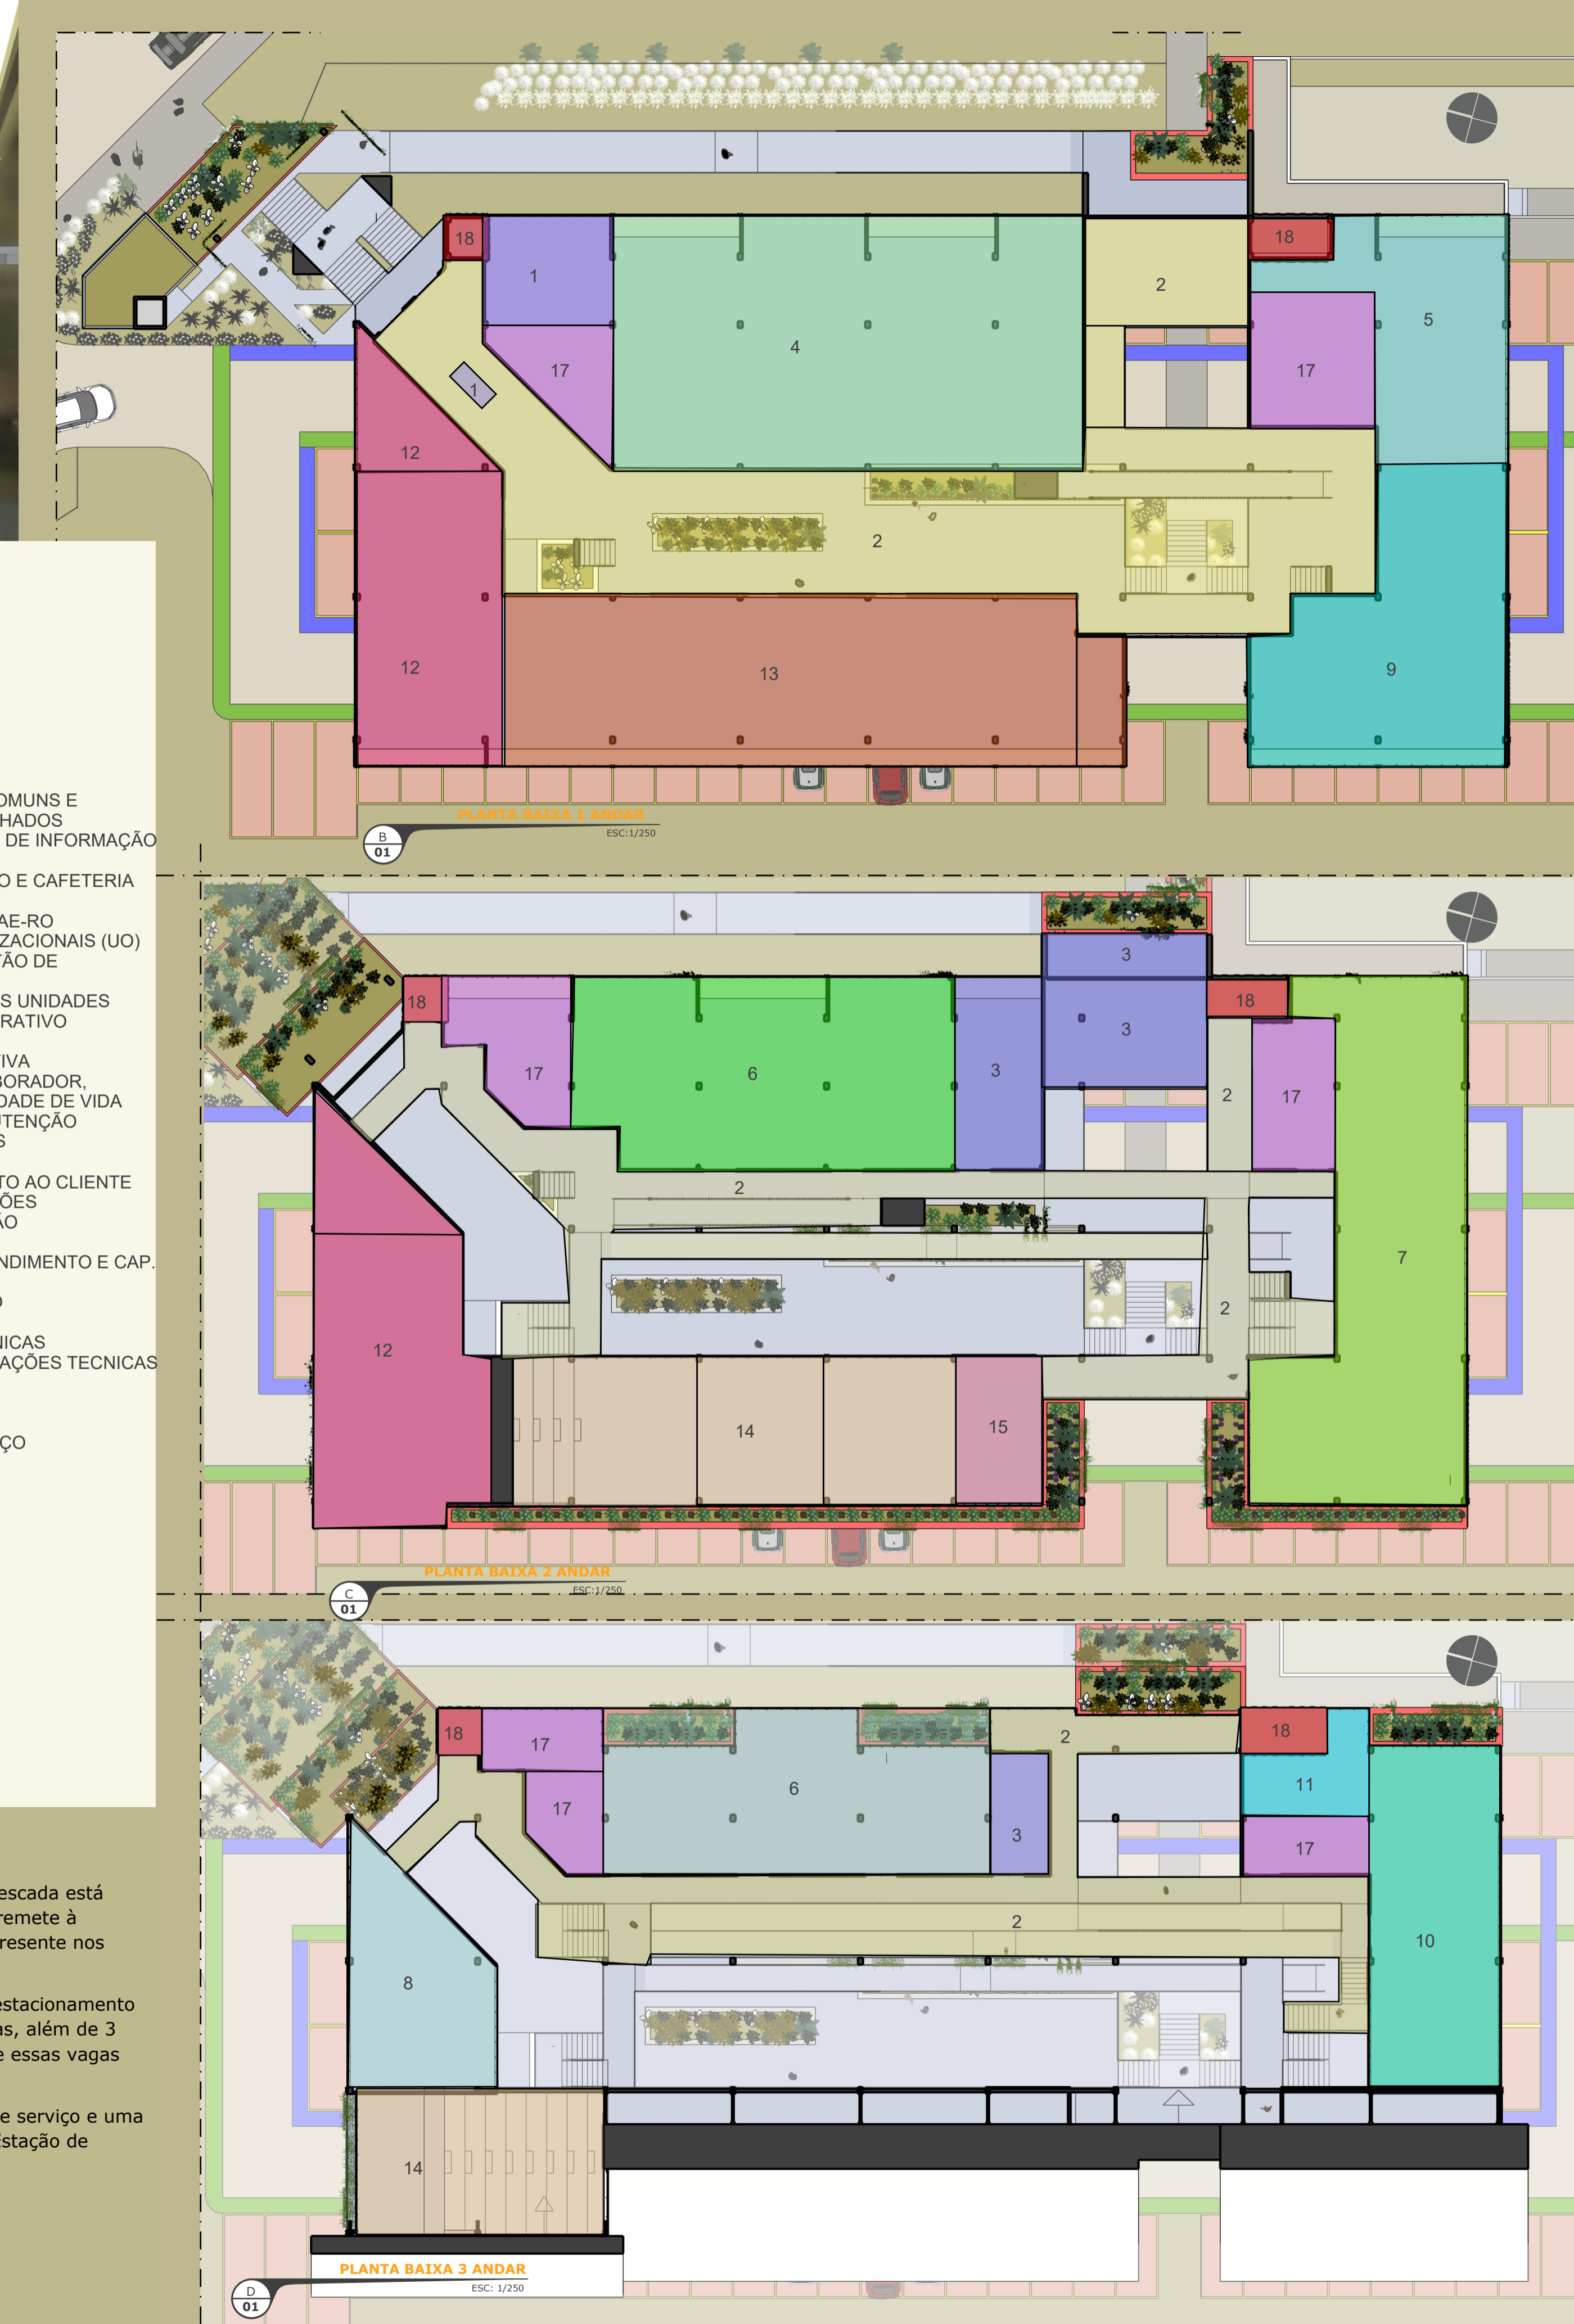 18
1
18
2
5
4
17
17
1
12
2
12
13
9
PLANTA BAIXA 1 ANDAR
ESC:1/250
B
01
OMUNS E
HADOS
DE INFORMAÇÃO
O E CAFETERIA
AE-RO
ZACIONAIS (UO)
TÃO DE
S UNIDADES
RATIVO
IVA
BORADOR,
DADE DE VIDA
UTENÇÃO
S
TO AO CLIENTE
ÕES
ÃO
NDIMENTO E CAP.
O
NICAS
AÇÕES TECNICAS
ÇO
3
18
18
3
17
6
3
2
17
2
7
2
12
14
15
PLANTA BAIXA 2 ANDAR
ESC:1/250
C
01
18
17
2
18
6
11
17
3
17
2
8
10
14
PLANTA BAIXA 3 ANDAR
ESC: 1/250
D
01
escada está
remete à
resente nos
estacionamento
as, além de 3
e essas vagas
e serviço e uma
Estação de